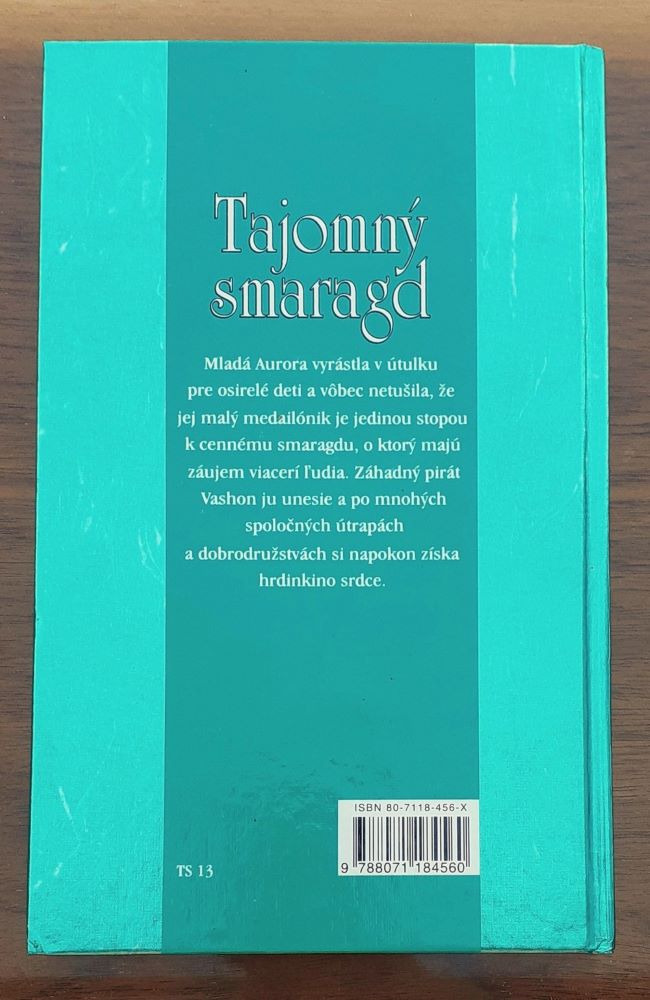 Tajomný
smaragd
Mladá Aurora vyrástla v útulku
pre osirelé deti a vôbec netušila, že
jej malý medailónik je jedinou stopou
k cennému smaragdu, o ktorý majú
záujem viacerí ľudia. Záhadný pirát
Vashon ju unesie a po mnohých
spoločných útrapách
a dobrodružstvách si napokon získa
hrdinkino srdce.
ISBN 80-7118-456-X
9 788071 184560
TS 13